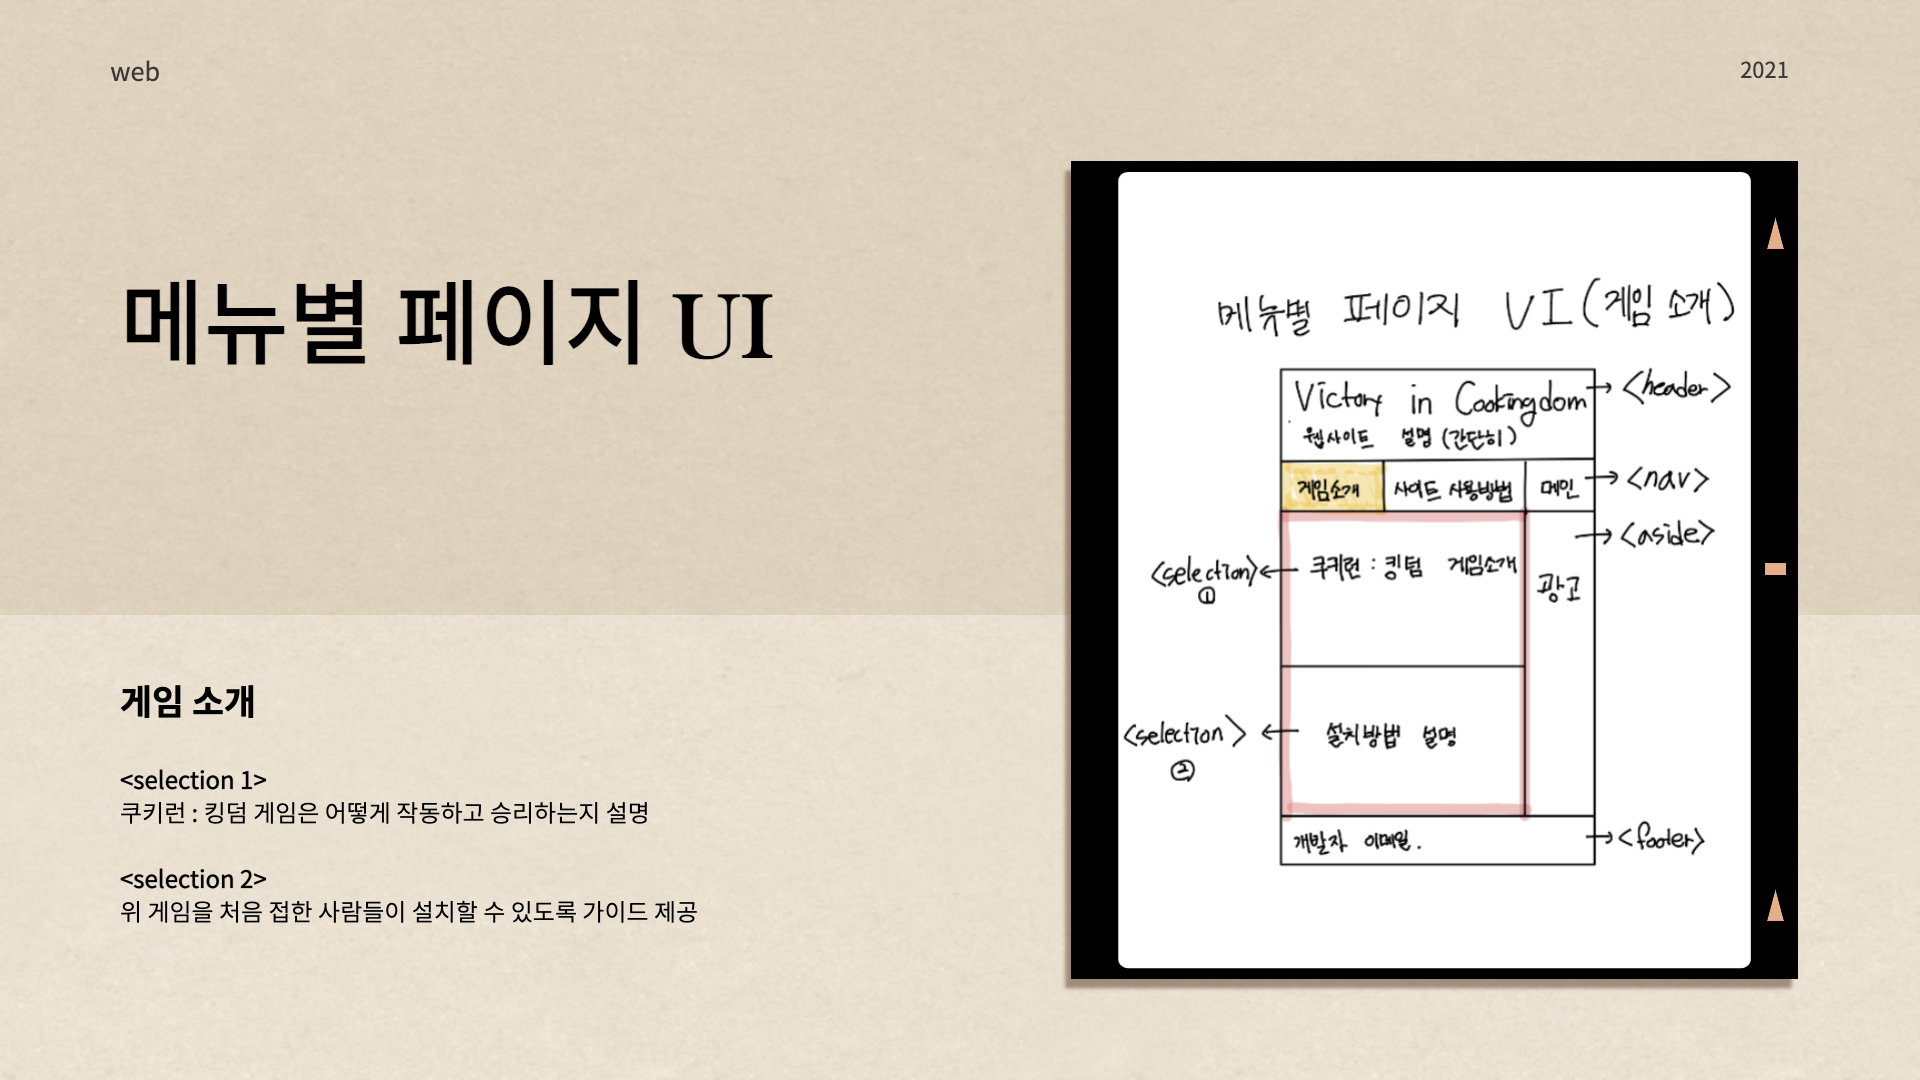 web
2021
메뉴별 페이지 UI
게임 소개
<selection 1>
쿠키런 : 킹덤 게임은 어떻게 작동하고 승리하는지 설명
<selection 2>
위 게임을 처음 접한 사람들이 설치할 수 있도록 가이드 제공
메뉴별 페이지 UI (게임 소개)
Victory in Cookingdom → <header>
웹사이트 설명 (간단히)
게임소개 사이트 사용방법 메인 → <nav>
→ <aside>
<selection> ← 쿠키런 : 킹덤 게임소개
①
광고
<selection> ← 설치방법 설명
②
개발자 이메일. → <footer>